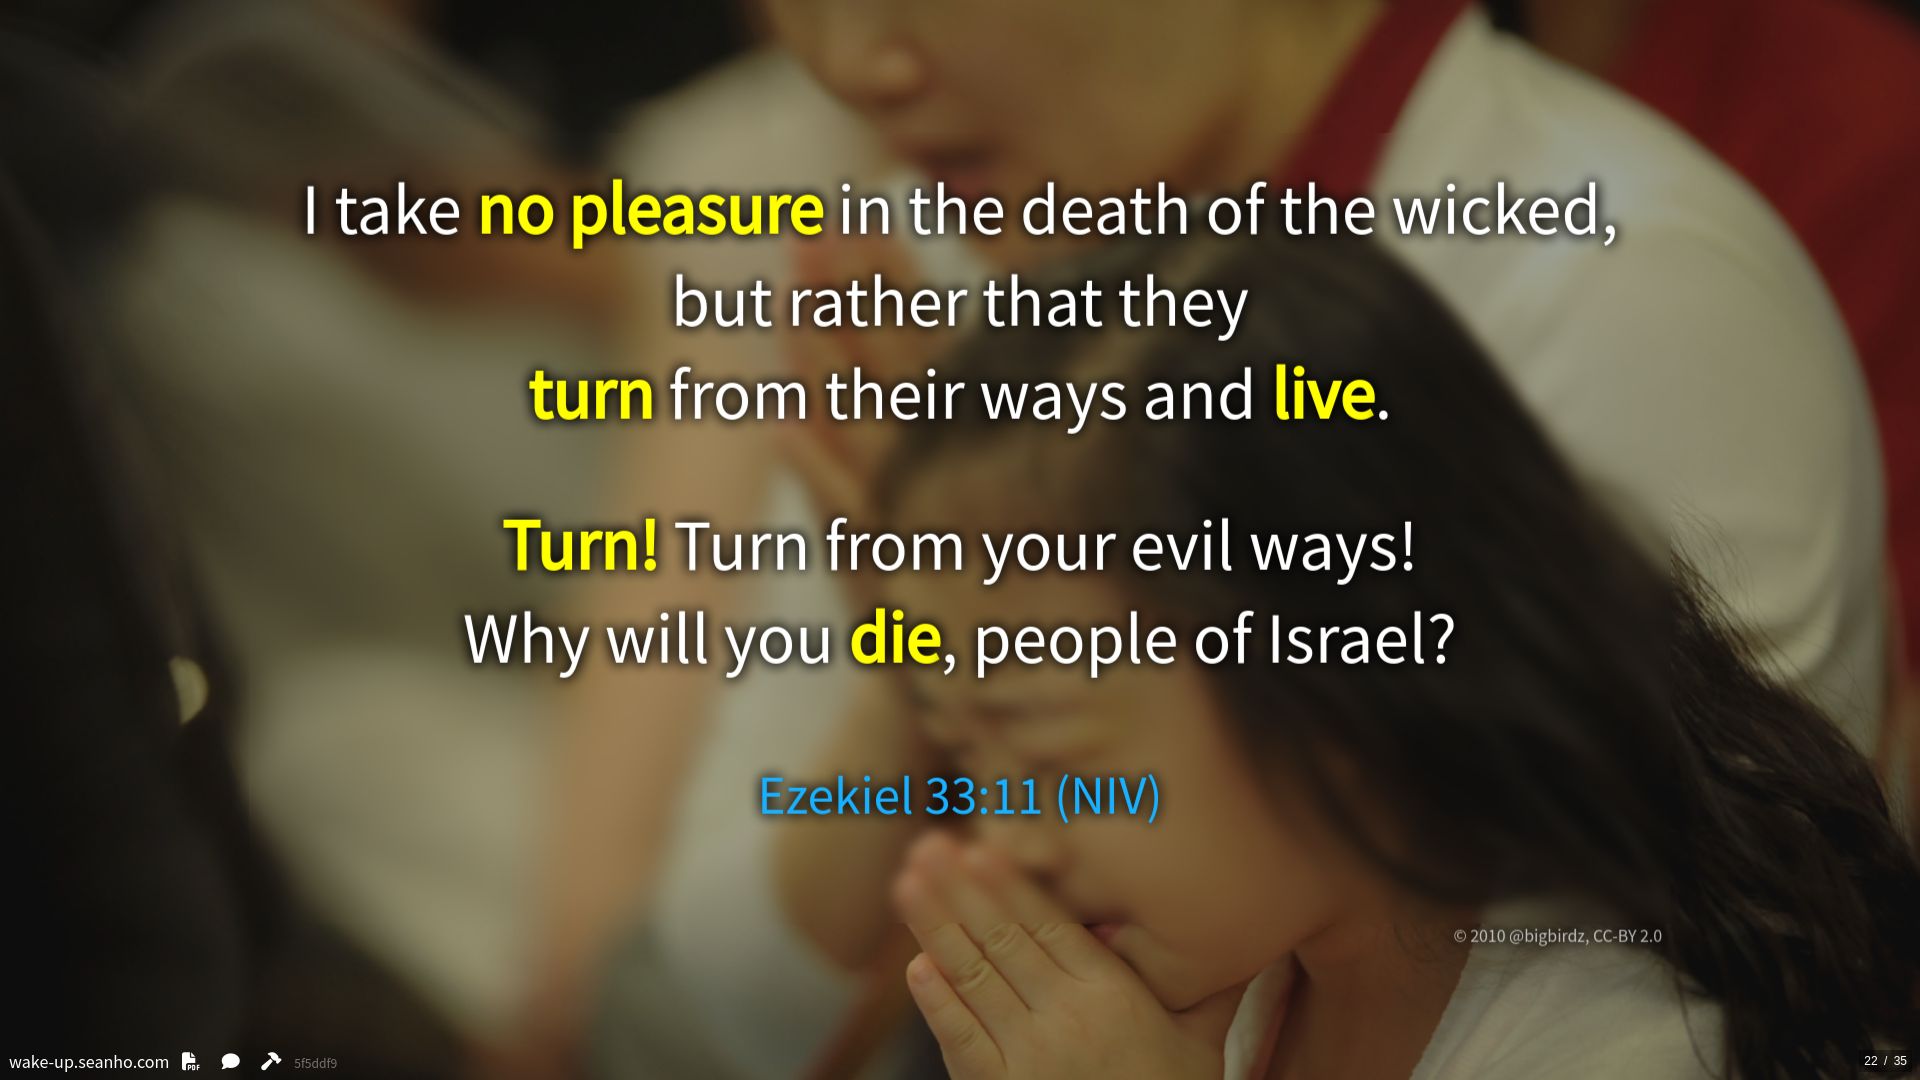 I take no pleasure in the death of the wicked,
but rather that they
turn from their ways and live.
Turn! Turn from your evil ways!
Why will you die, people of Israel?
Ezekiel 33:11 (NIV)
© 2010 @bigbirdz, CC-BY 2.0
wake-up.seanho.com PDF 5f5ddf9
22 / 35